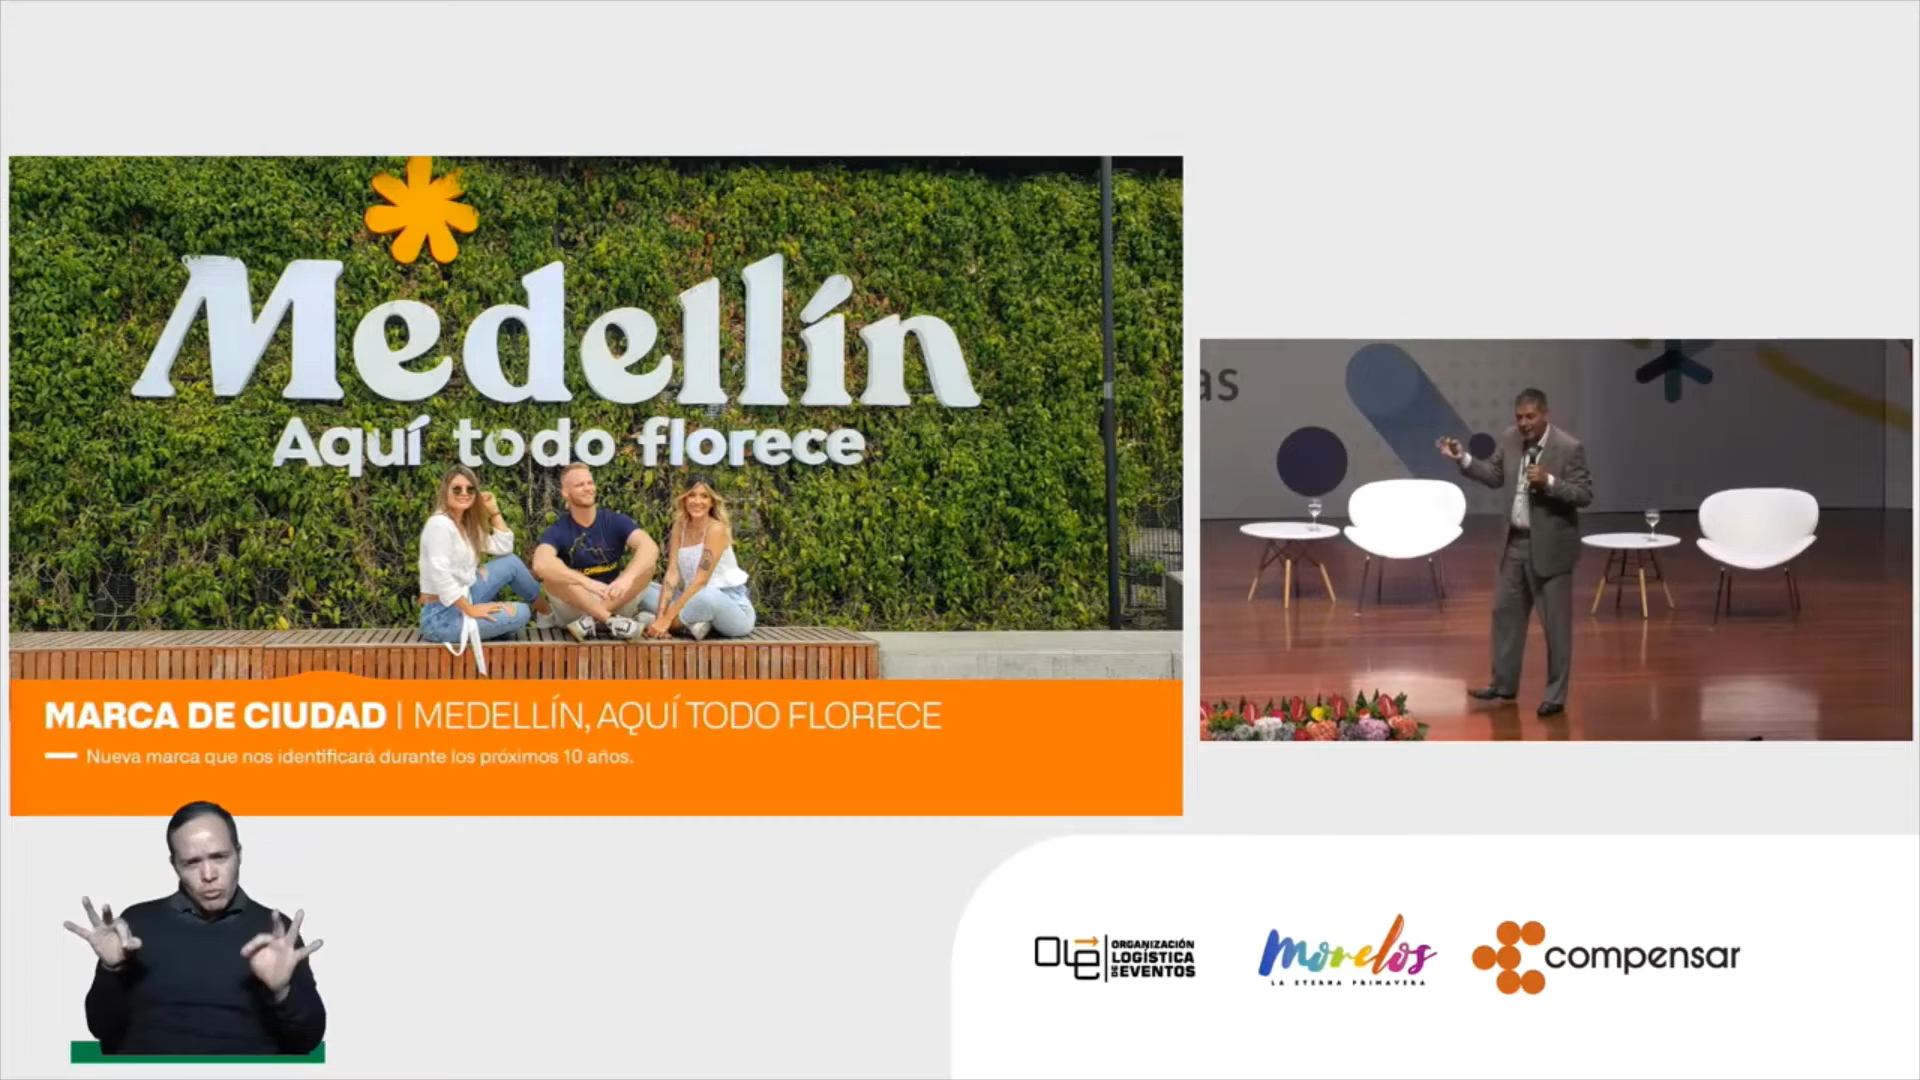 Medellín
Aquí todo florece
MARCA DE CIUDAD | MEDELLÍN, AQUÍ TODO FLORECE
Nueva marca que nos identificará durante los próximos 10 años.
as
OLE ORGANIZACIÓN
LOGÍSTICA
DE EVENTOS
morelos
LA ETERNA PRIMAVERA
compensar